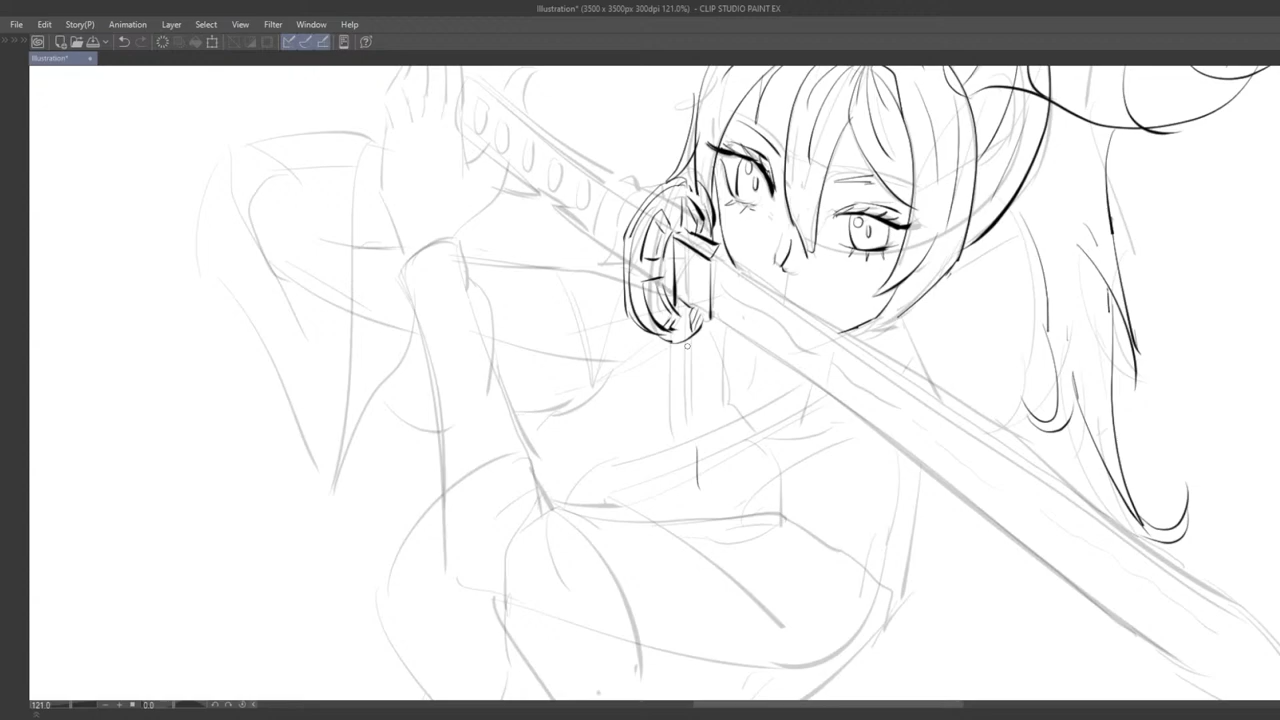 Illustration* (3500 x 3500px 300dpi 121.0%) - CLIP STUDIO PAINT EX
File Edit Story(P) Animation Layer Select View Filter Window Help
Illustration*
121.0 0.0